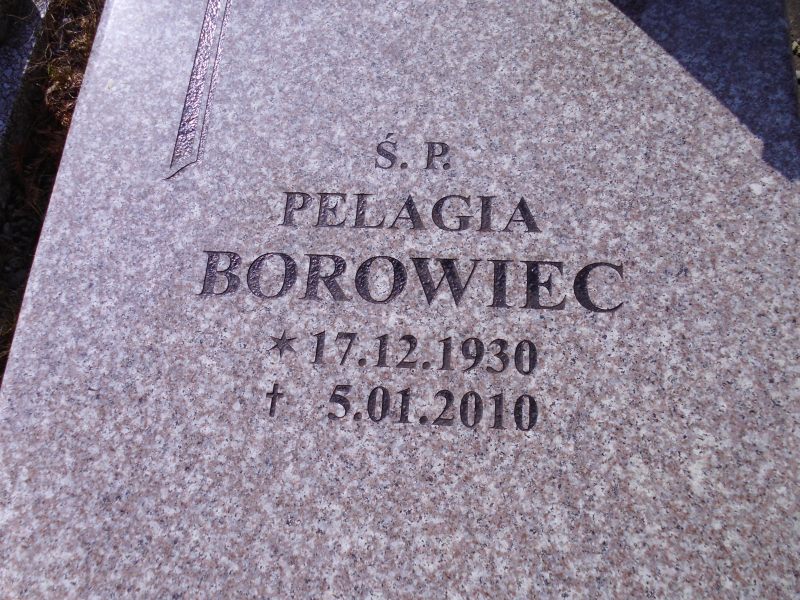 Ś. P.
PELAGIA
BOROWIEC
* 17.12.1930
† 5.01.2010